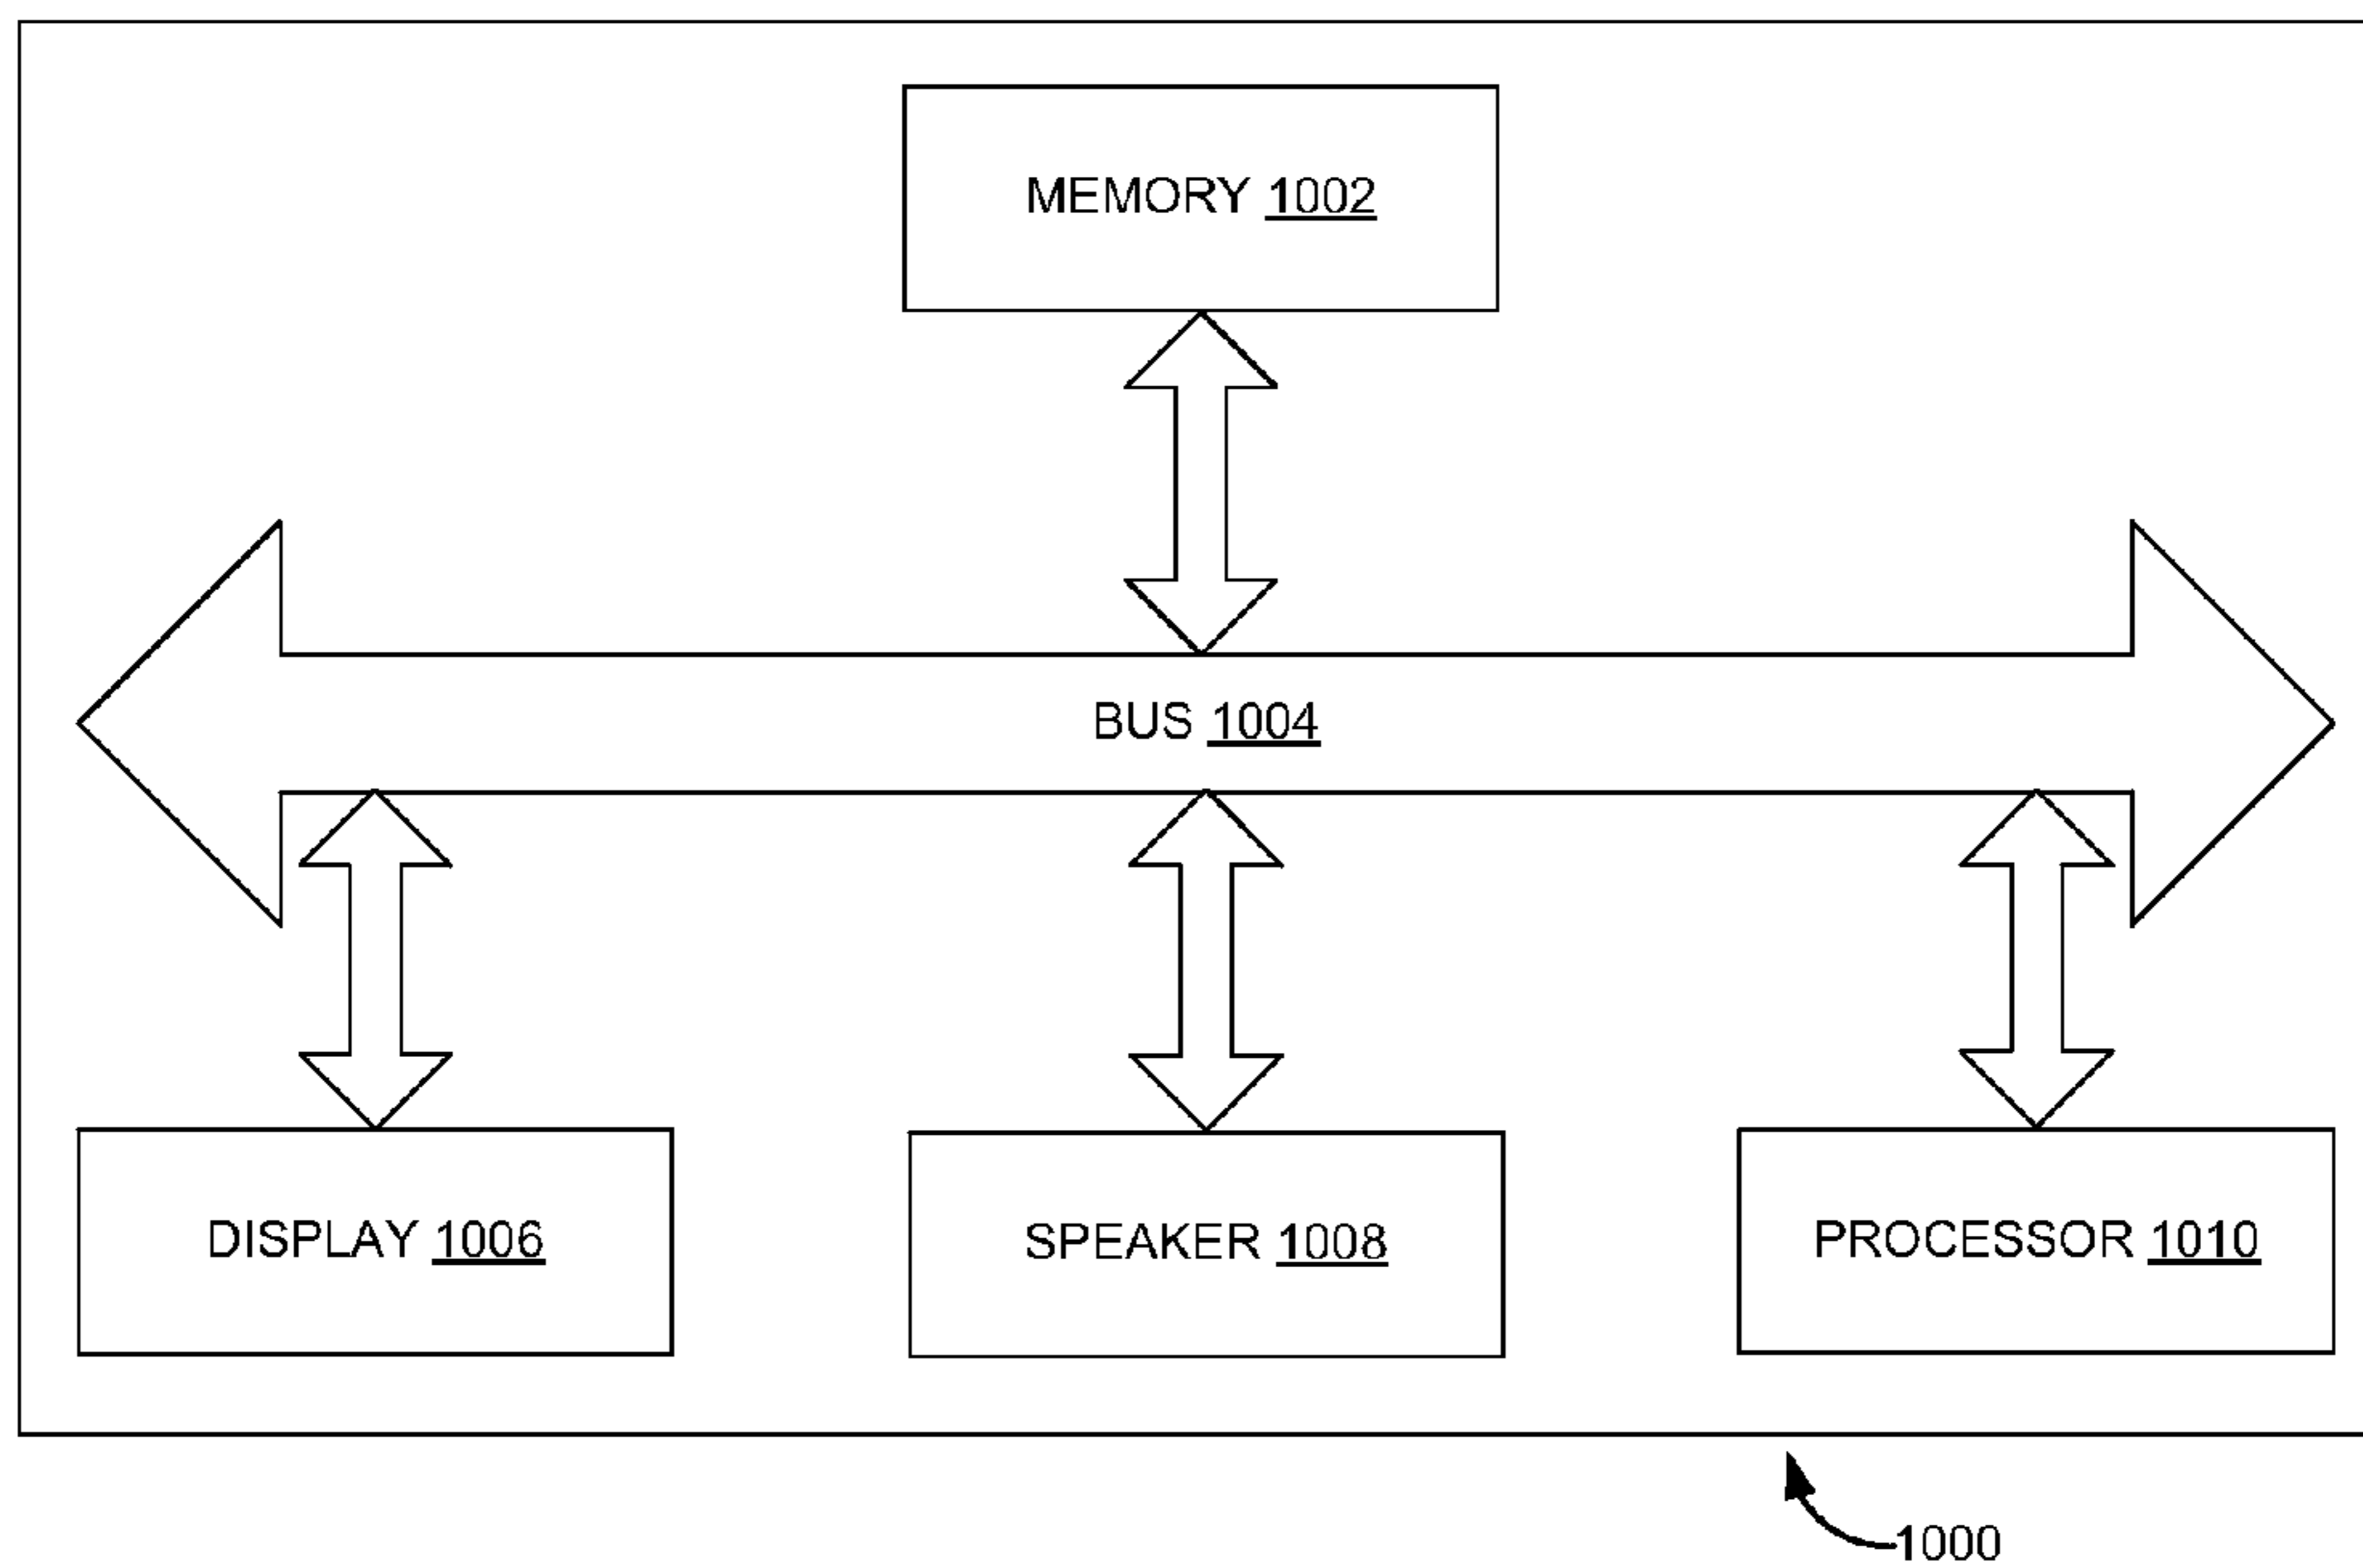 MEMORY 1002
BUS 1004
DISPLAY 1006
SPEAKER 1008
PROCESSOR 1010
1000